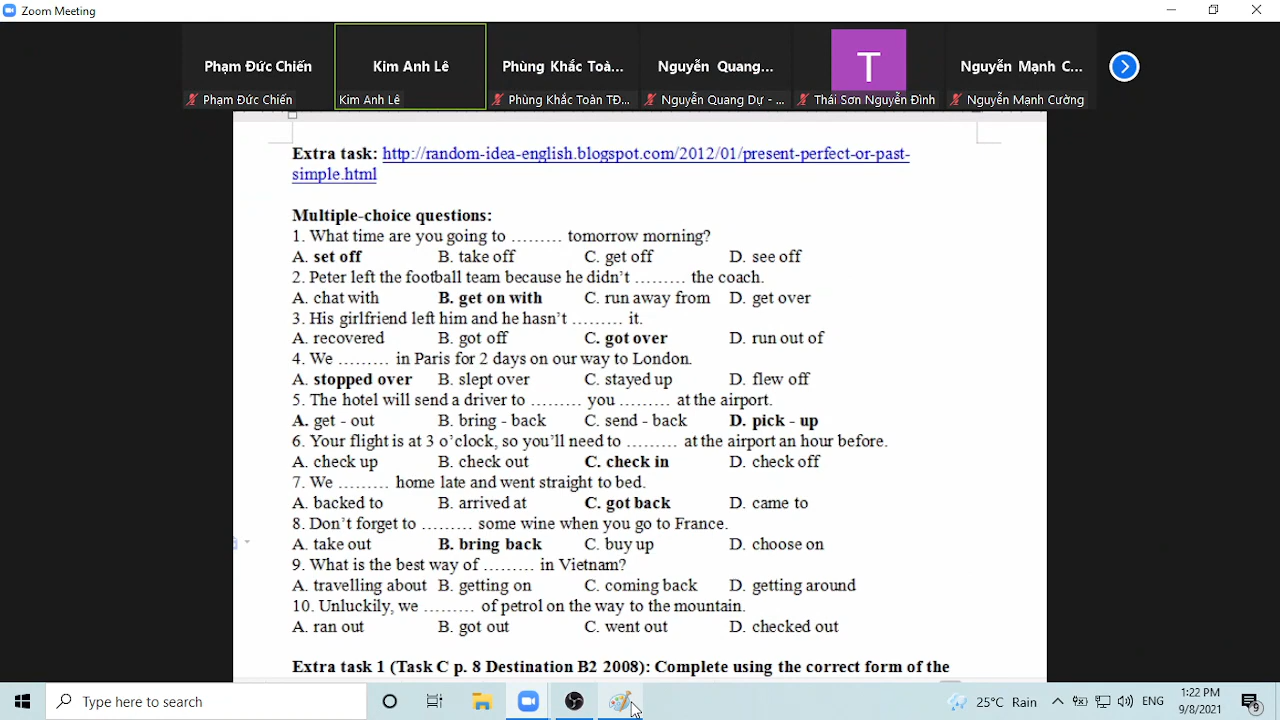 Zoom Meeting
Phạm Đức Chiến
Kim Anh Lê
Phùng Khắc Toà...
Nguyễn Quang...
T
Nguyễn Mạnh C...
Phạm Đức Chiến
Kim Anh Lê
Phùng Khắc Toàn TĐ...
Nguyễn Quang Dự - ...
Thái Sơn Nguyễn Đình
Nguyễn Mạnh Cường
Extra task: http://random-idea-english.blogspot.com/2012/01/present-perfect-or-past-
simple.html
Multiple-choice questions:
1. What time are you going to ......... tomorrow morning?
A. set off B. take off C. get off D. see off
2. Peter left the football team because he didn't ......... the coach.
A. chat with B. get on with C. run away from D. get over
3. His girlfriend left him and he hasn't ......... it.
A. recovered B. got off C. got over D. run out of
4. We ......... in Paris for 2 days on our way to London.
A. stopped over B. slept over C. stayed up D. flew off
5. The hotel will send a driver to ......... you ......... at the airport.
A. get - out B. bring - back C. send - back D. pick - up
6. Your flight is at 3 o'clock, so you'll need to ......... at the airport an hour before.
A. check up B. check out C. check in D. check off
7. We ......... home late and went straight to bed.
A. backed to B. arrived at C. got back D. came to
8. Don't forget to ......... some wine when you go to France.
A. take out B. bring back C. buy up D. choose on
9. What is the best way of ......... in Vietnam?
A. travelling about B. getting on C. coming back D. getting around
10. Unluckily, we ......... of petrol on the way to the mountain.
A. ran out B. got out C. went out D. checked out
Extra task 1 (Task C p. 8 Destination B2 2008): Complete using the correct form of the
Type here to search
25°C Rain
ENG
1:22 PM
9/8/2021
9